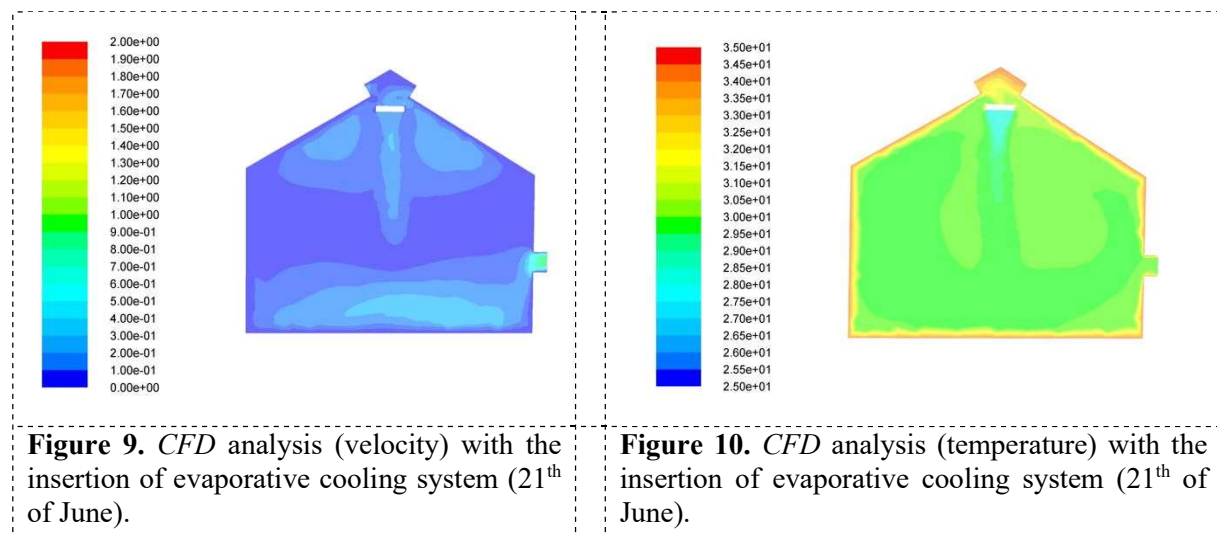 2.00e+00
1.90e+00
1.80e+00
1.70e+00
1.60e+00
1.50e+00
1.40e+00
1.30e+00
1.20e+00
1.10e+00
1.00e+00
9.00e-01
8.00e-01
7.00e-01
6.00e-01
5.00e-01
4.00e-01
3.00e-01
2.00e-01
1.00e-01
0.00e+00
Figure 9. CFD analysis (velocity) with the
insertion of evaporative cooling system (21th
of June).
3.50e+01
3.45e+01
3.40e+01
3.35e+01
3.30e+01
3.25e+01
3.20e+01
3.15e+01
3.10e+01
3.05e+01
3.00e+01
2.95e+01
2.90e+01
2.85e+01
2.80e+01
2.75e+01
2.70e+01
2.65e+01
2.60e+01
2.55e+01
2.50e+01
Figure 10. CFD analysis (temperature) with the
insertion of evaporative cooling system (21th of
June).